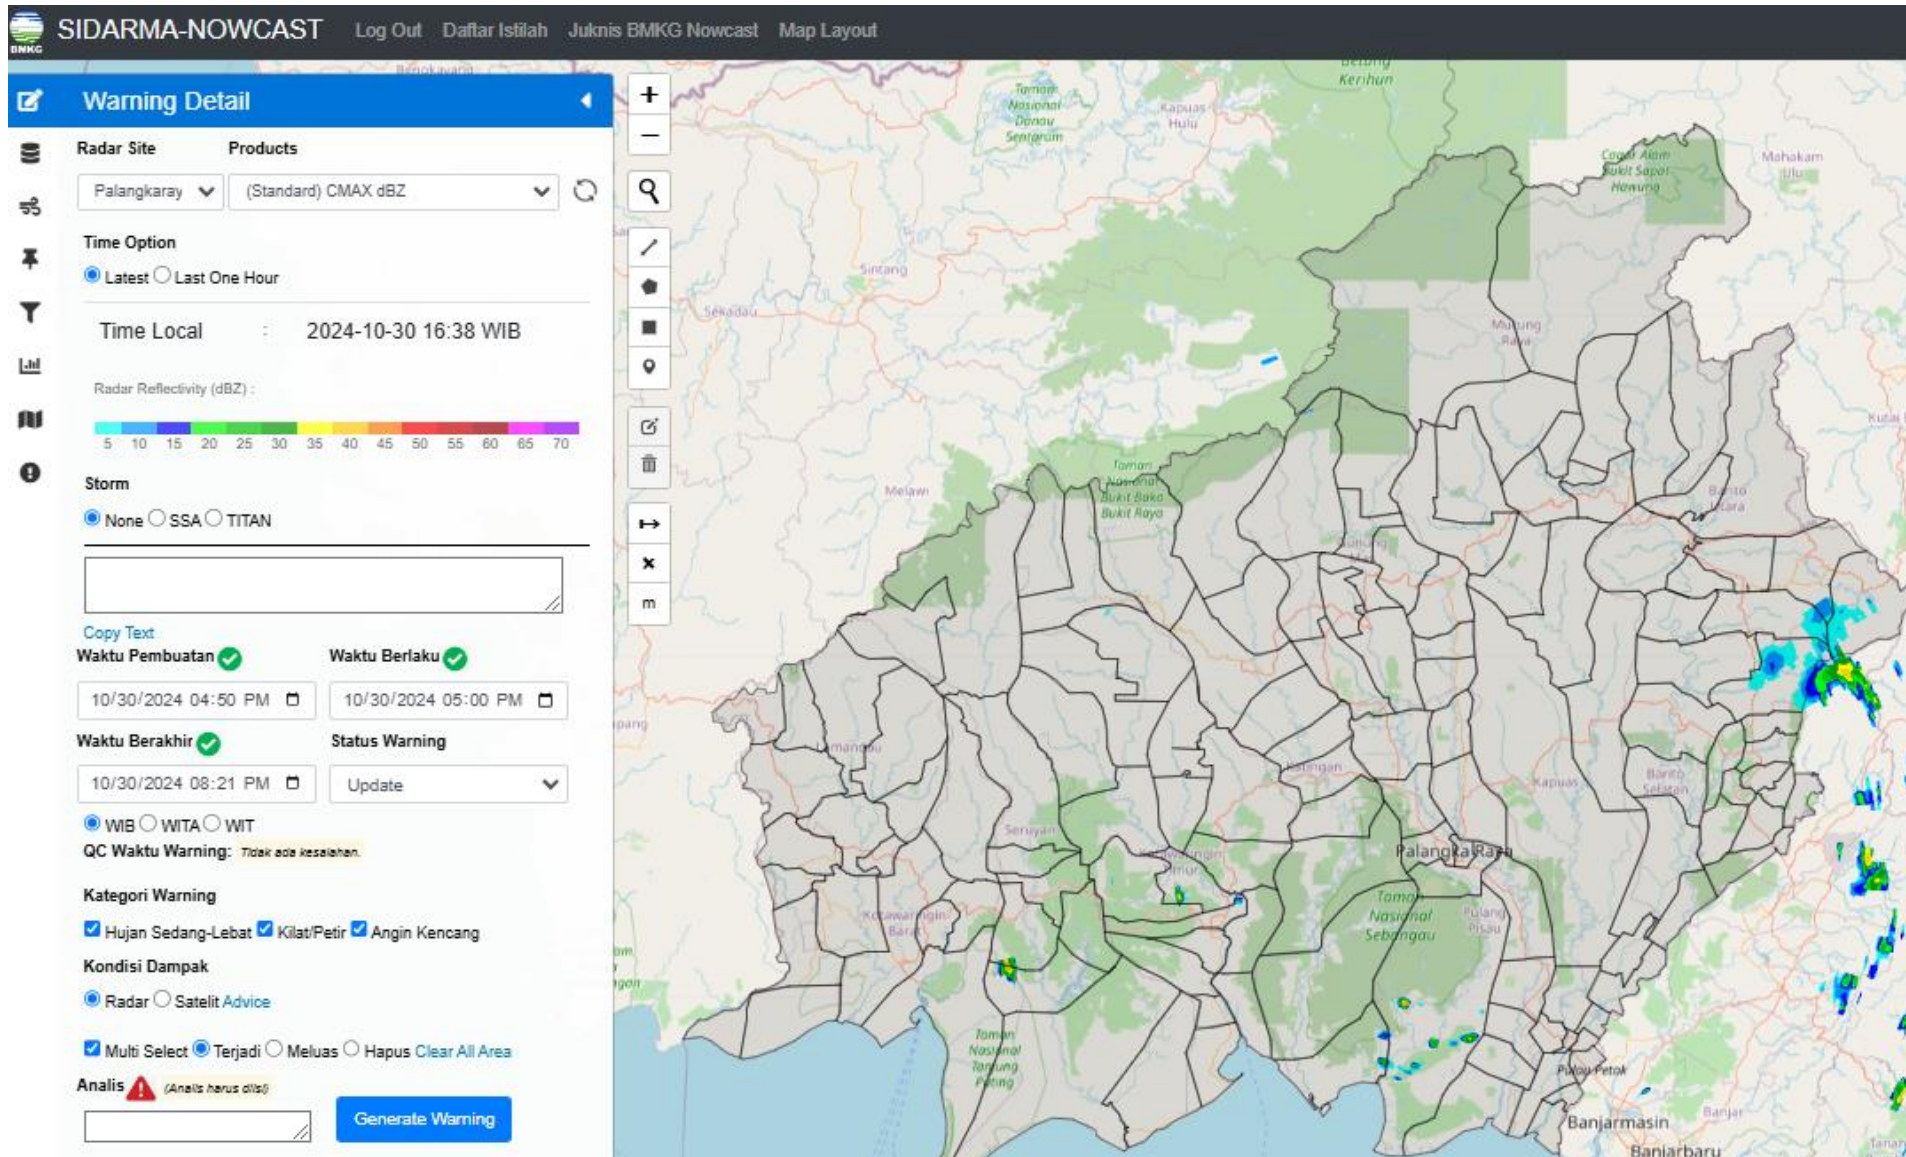 BMKG
SIDARMA-NOWCAST Log Out Daftar Istilah Juknis BMKG Nowcast Map Layout
Warning Detail
Radar Site Products
Palangkaray (Standard) CMAX dBZ
Time Option
Latest Last One Hour
Time Local : 2024-10-30 16:38 WIB
Radar Reflectivity (dBZ) :
5 10 15 20 25 30 35 40 45 50 55 60 65 70
Storm
None SSA TITAN
Copy Text
Waktu Pembuatan Waktu Berlaku
10/30/2024 04:50 PM 10/30/2024 05:00 PM
Waktu Berakhir Status Warning
10/30/2024 08:21 PM Update
WIB WITA WIT
QC Waktu Warning: Tidak ada kesalahan.
Kategori Warning
Hujan Sedang-Lebat Kilat/Petir Angin Kencang
Kondisi Dampak
Radar Satelit Advice
Multi Select Terjadi Meluas Hapus Clear All Area
Analis (Analis harus diisi)
Generate Warning
+
−
m
Bengkayang
Betung
Kerihun
Taman
Nasional
Danau
Sentarum
Kapuas
Hulu
Cagar Alam
Bukit Sapat
Hawung
Mahakam
Ulu
Sintang
Sekadau
Murung
Raya
Kutai
Melawi
Taman
Nasional
Bukit Baka
Bukit Raya
Barito
Utara
Gunung
pang
Lamandau
Katingan
Kapuas
Barito
Selatan
Seruyan
Kotawaringin
Timur
Palangka Raya
Kotawaringin
Barat
Taman
Nasional
Sebangau
Pulang
Pisau
Taman
Nasional
Tanjung
Puting
Pulau Petak
Banjarmasin
Banjar
Banjarbaru
Tanah